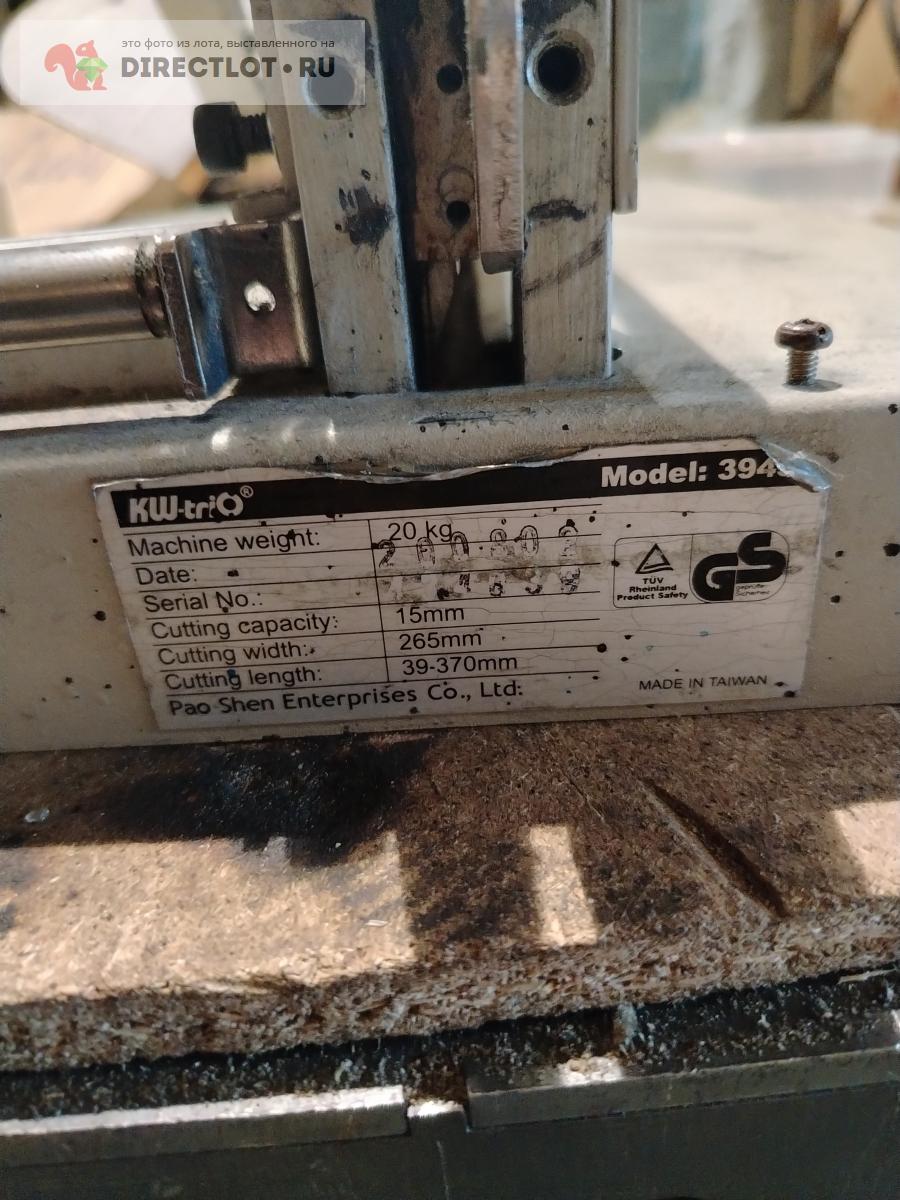 это фото из лота, выставленного на
DIRECTLOT•RU
KW-triO®
Model: 394
Machine weight: 20 kg
Date:
Serial No.:
Cutting capacity: 15mm
Cutting width: 265mm
Cutting length: 39-370mm
Pao Shen Enterprises Co., Ltd.
TÜV
Rheinland
Product Safety
GS
geprüfte
Sicherheit
MADE IN TAIWAN